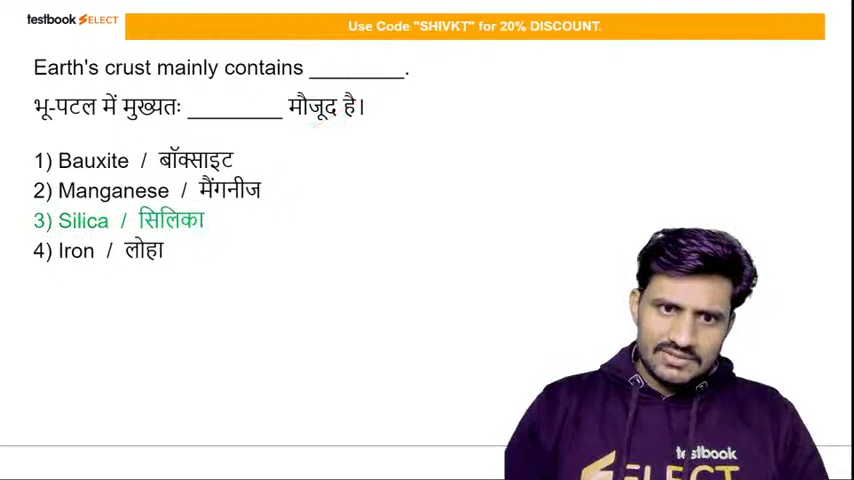 testbook SELECT
Use Code "SHIVKT" for 20% DISCOUNT.
Earth's crust mainly contains ________.
भू-पटल में मुख्यतः ________ मौजूद है।
1) Bauxite / बॉक्साइट
2) Manganese / मैंगनीज
3) Silica / सिलिका
4) Iron / लोहा
testbook
SELECT